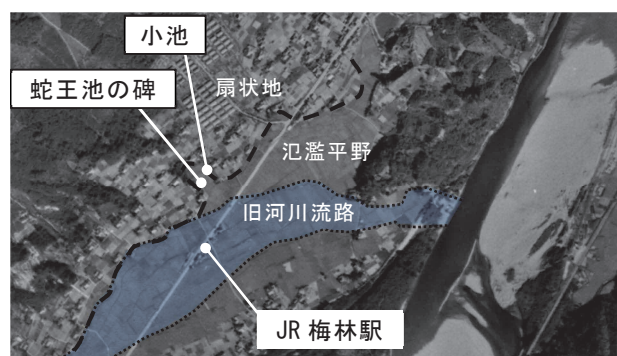 小池
蛇王池の碑
扇状地
氾濫平野
旧河川流路
JR 梅林駅